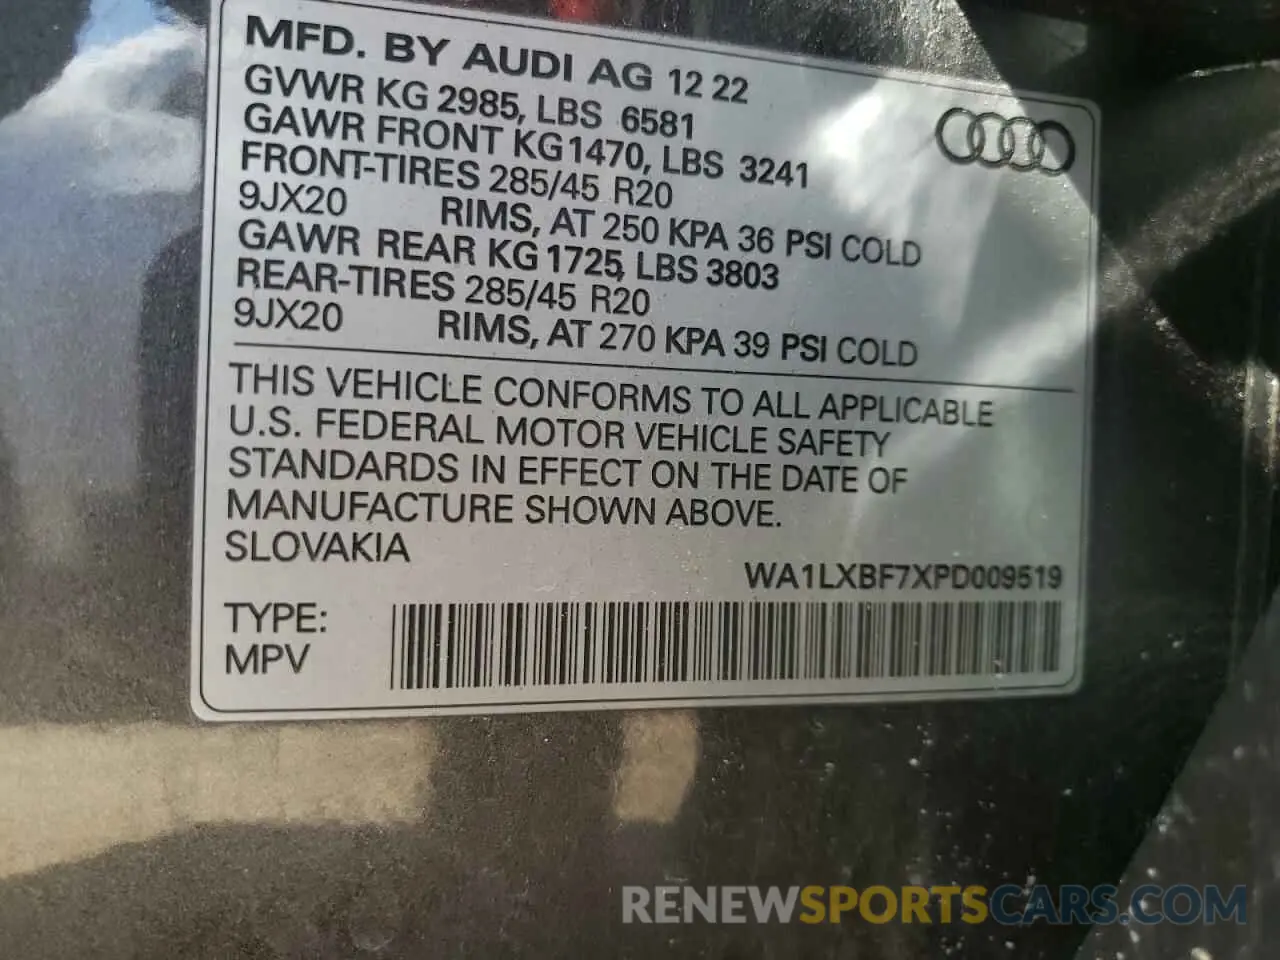 MFD. BY AUDI AG 12 22
GVWR KG 2985, LBS 6581
GAWR FRONT KG 1470, LBS 3241
FRONT-TIRES 285/45 R20
9JX20 RIMS, AT 250 KPA 36 PSI COLD
GAWR REAR KG 1725, LBS 3803
REAR-TIRES 285/45 R20
9JX20 RIMS, AT 270 KPA 39 PSI COLD
THIS VEHICLE CONFORMS TO ALL APPLICABLE
U.S. FEDERAL MOTOR VEHICLE SAFETY
STANDARDS IN EFFECT ON THE DATE OF
MANUFACTURE SHOWN ABOVE.
SLOVAKIA
WA1LXBF7XPD009519
TYPE:
MPV
RENEWSPORTSCARS.COM